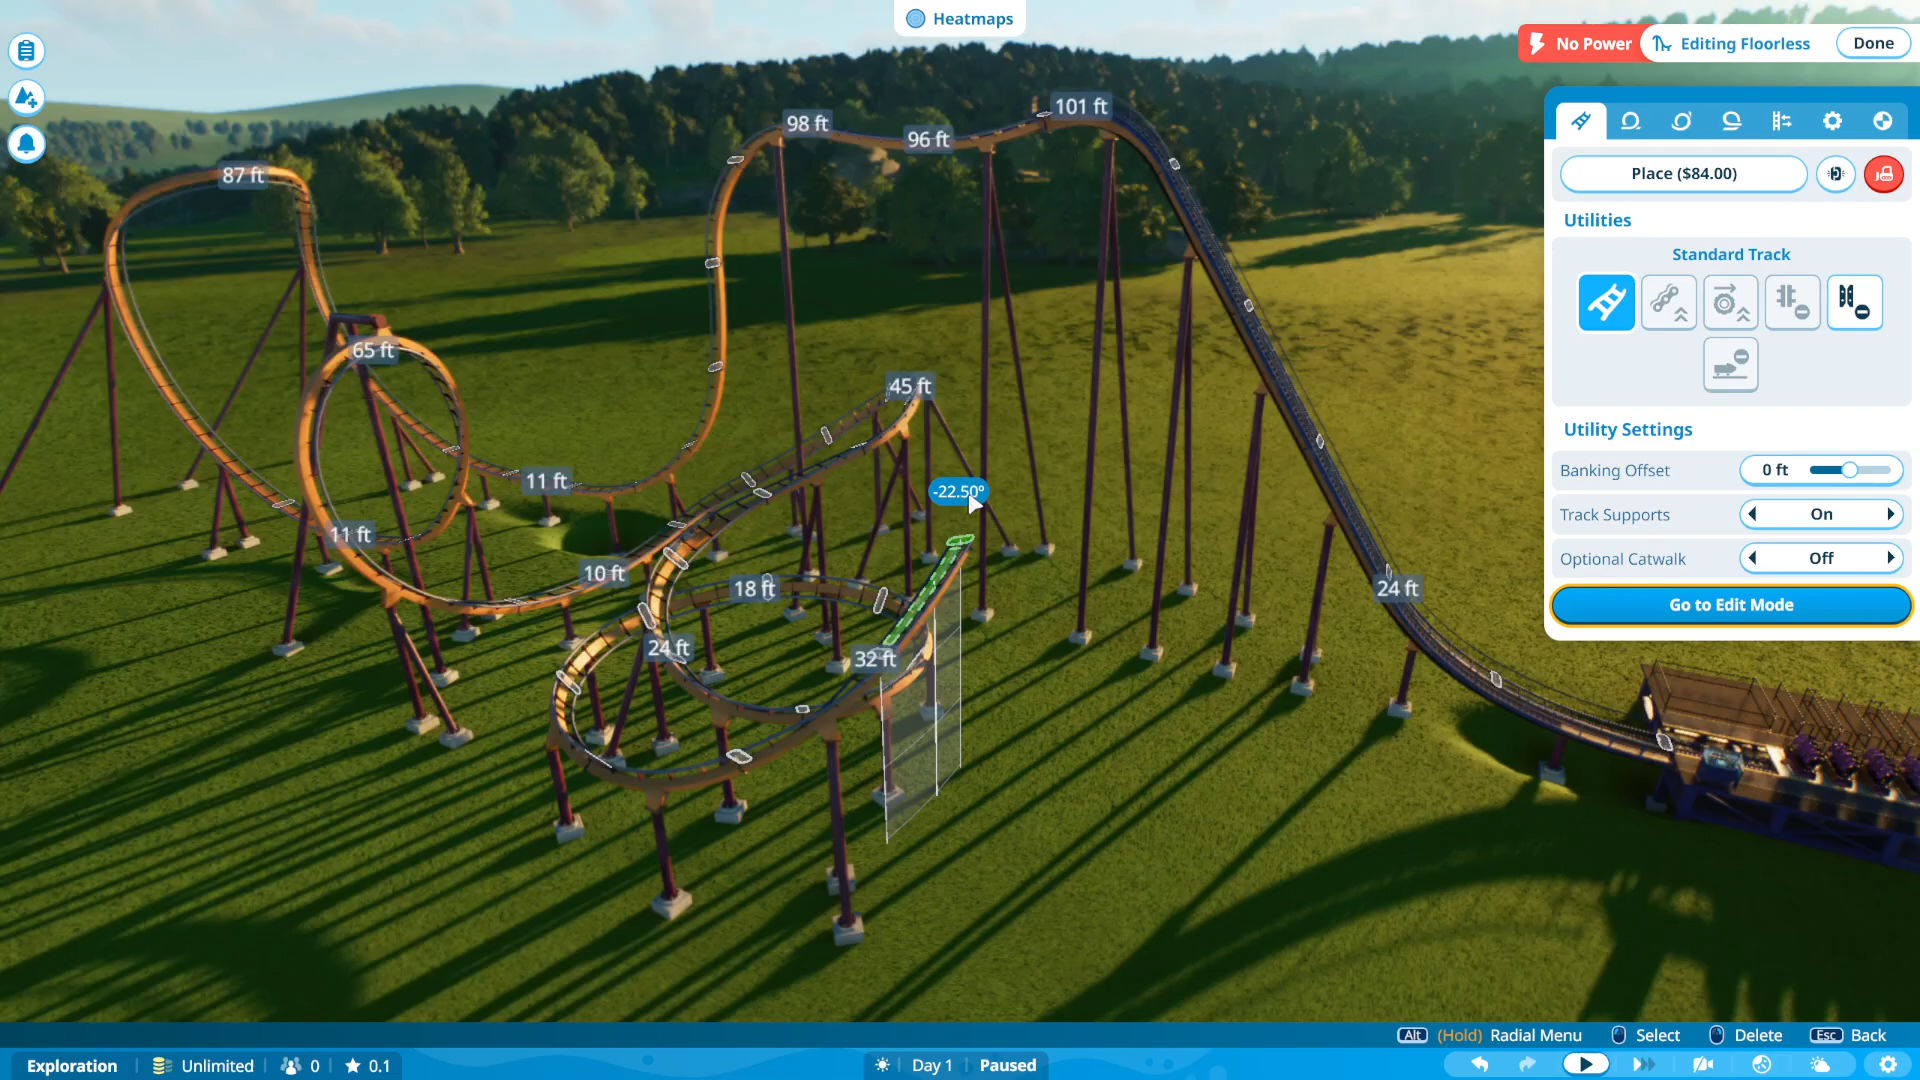 Heatmaps
No Power
Editing Floorless
Done
Place ($84.00)
Utilities
Standard Track
Utility Settings
Banking Offset
0 ft
Track Supports
On
Optional Catwalk
Off
Go to Edit Mode
101 ft
98 ft
96 ft
87 ft
65 ft
45 ft
11 ft
-22.50°
11 ft
10 ft
18 ft
24 ft
24 ft
32 ft
Alt (Hold) Radial Menu
Select
Delete
Esc Back
Exploration
Unlimited
0
0.1
Day 1
Paused